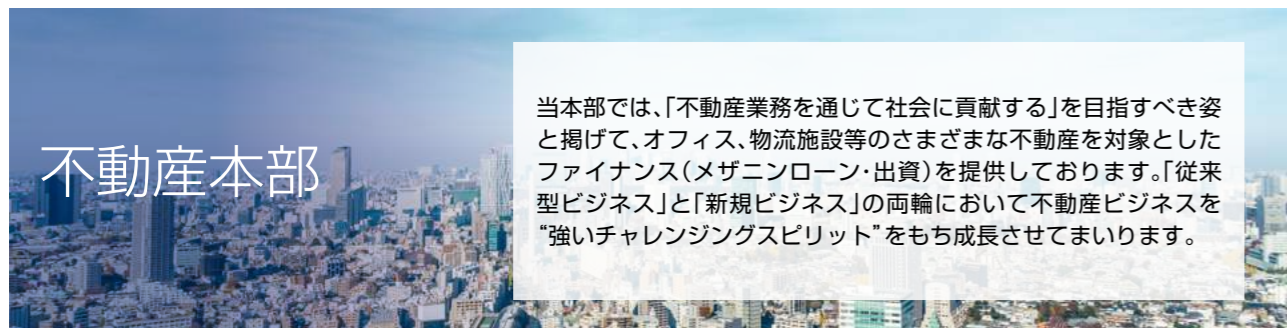 不動産本部
当本部では、「不動産業務を通じて社会に貢献する」を目指すべき姿
と掲げて、オフィス、物流施設等のさまざまな不動産を対象とした
ファイナンス（メザニンローン・出資）を提供しております。「従来
型ビジネス」と「新規ビジネス」の両輪において不動産ビジネスを
“強いチャレンジングスピリット”をもち成長させてまいります。